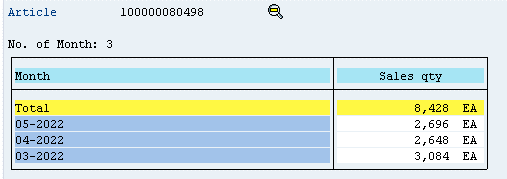 Article 100000080498
No. of Month: 3
Month Sales qty
Total 8,428 EA
05-2022 2,696 EA
04-2022 2,648 EA
03-2022 3,084 EA